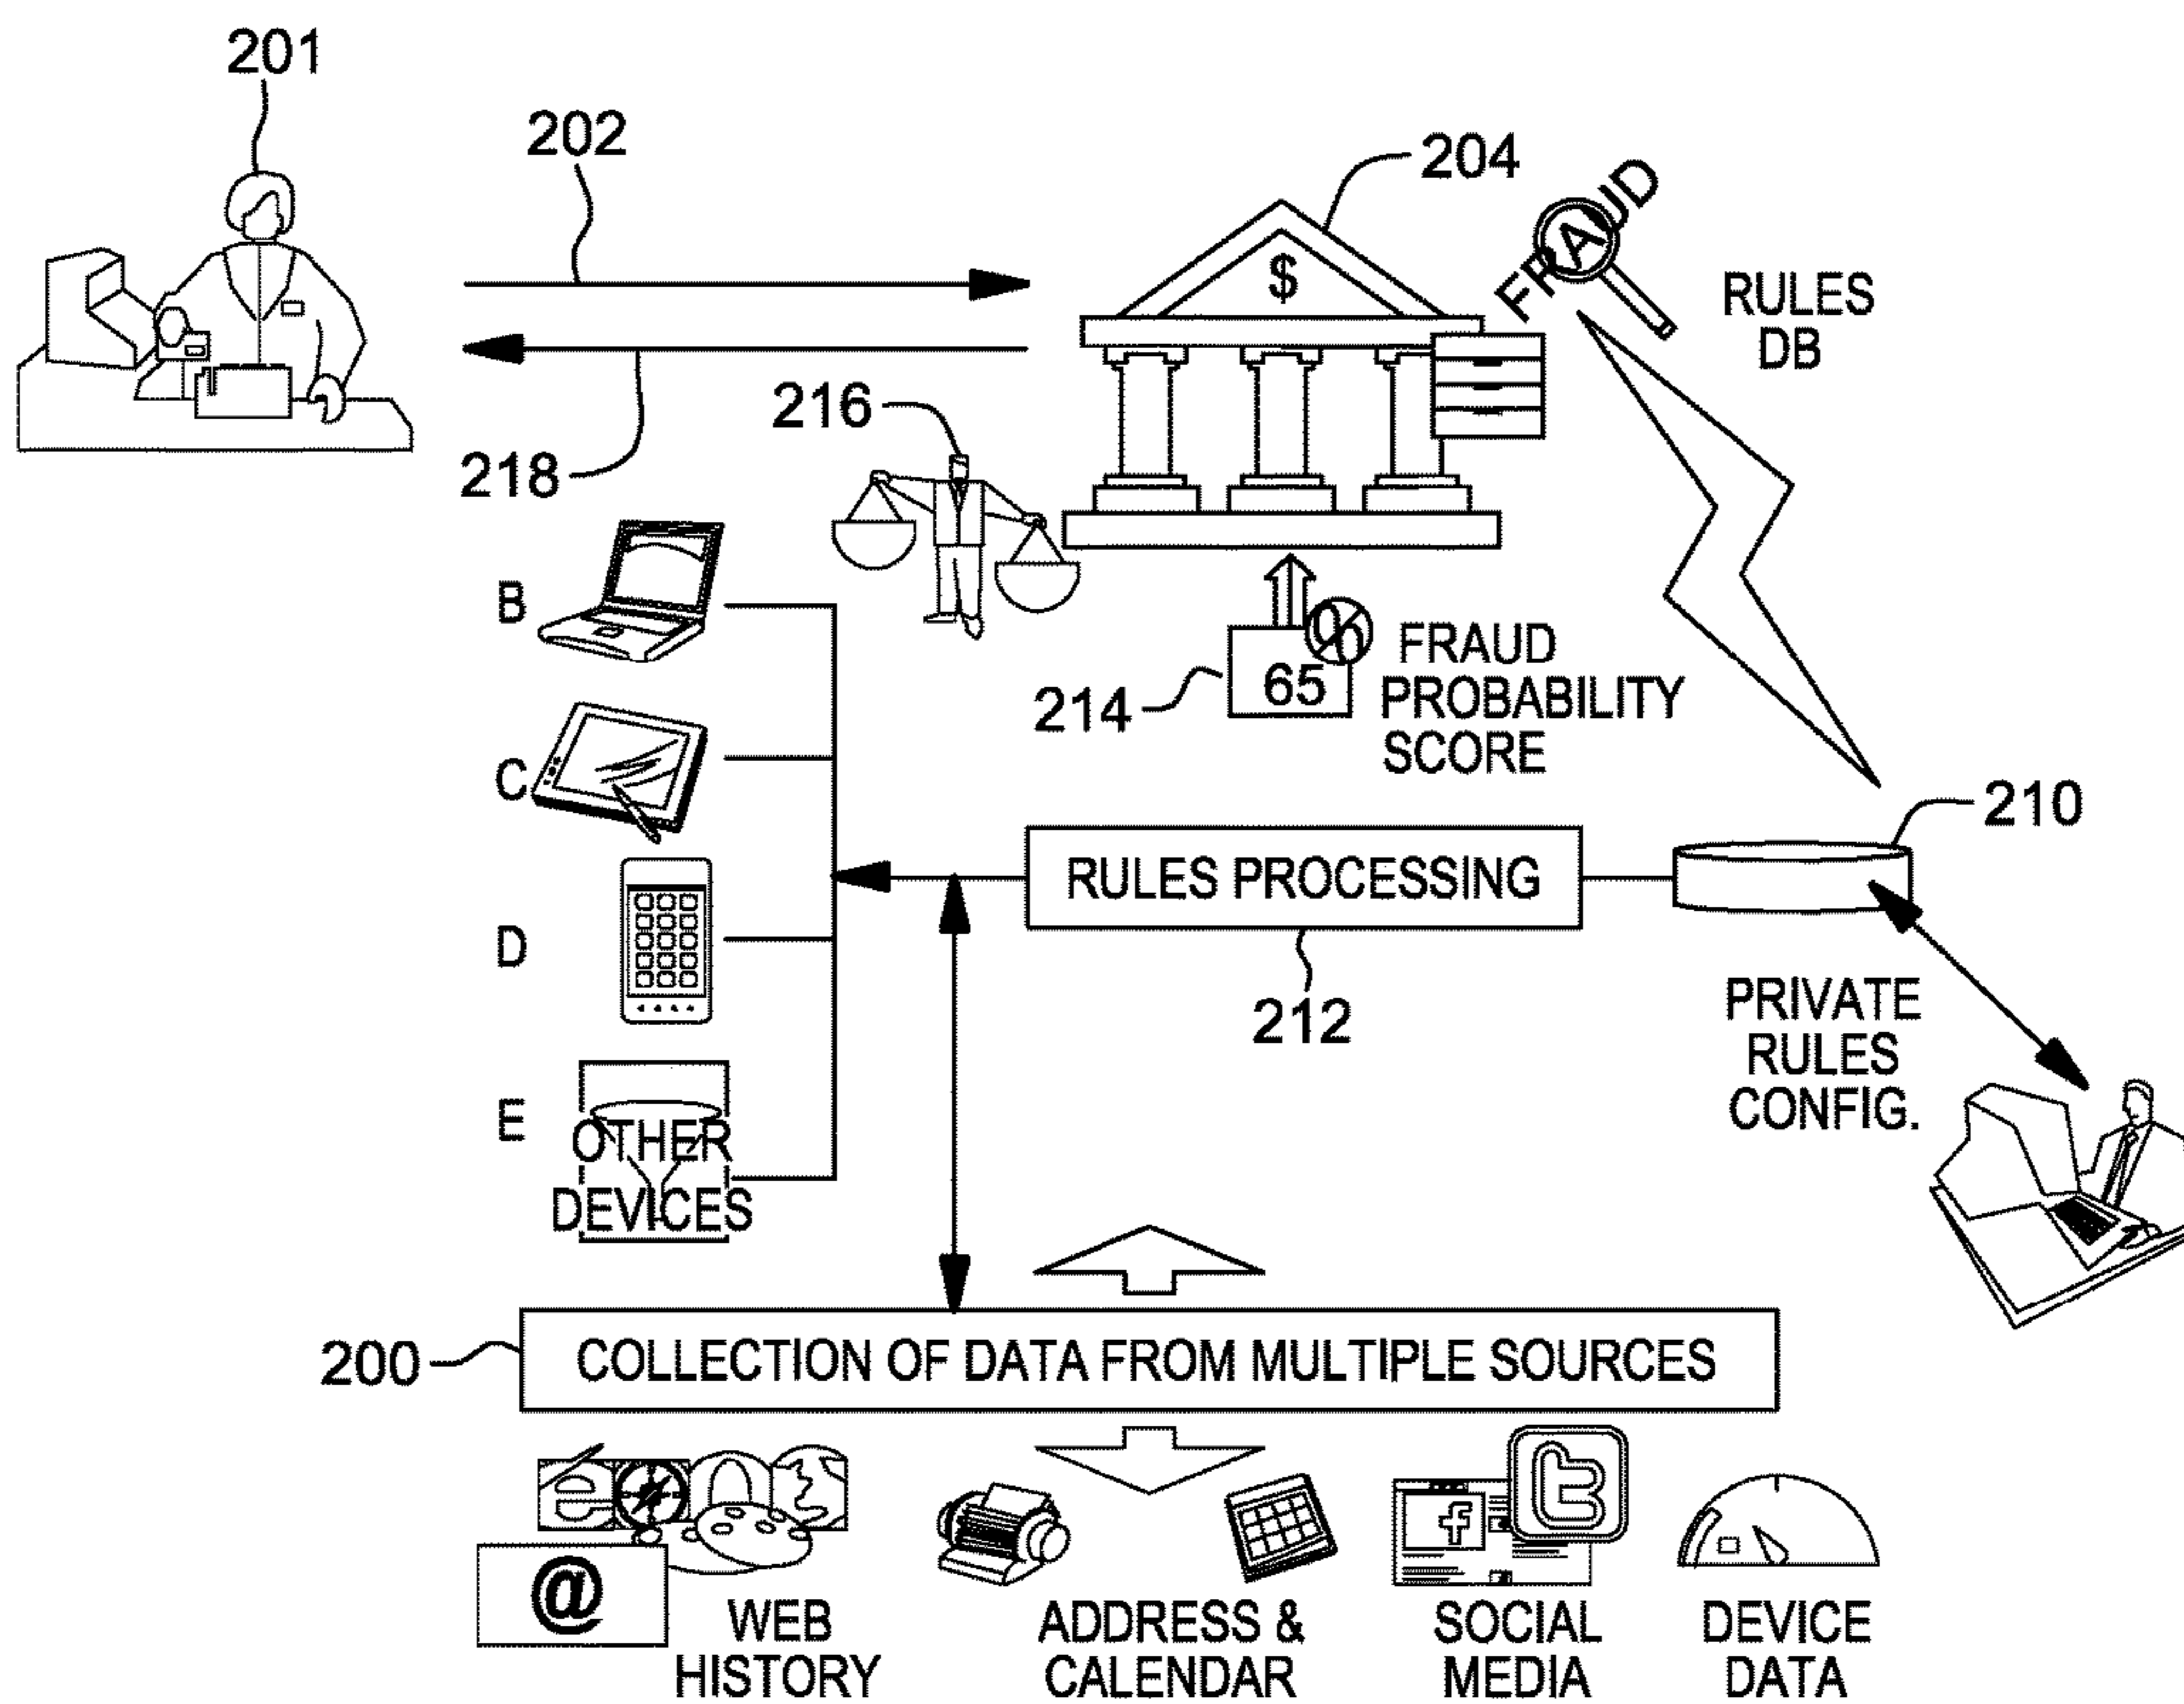 201
202
204
FRAUD
RULES
DB
$
216
218
B
65
%
FRAUD
PROBABILITY
SCORE
214
C
210
RULES PROCESSING
D
212
PRIVATE
RULES
CONFIG.
E
OTHER
DEVICES
200
COLLECTION OF DATA FROM MULTIPLE SOURCES
e
f
t
@
WEB
HISTORY
ADDRESS &
CALENDAR
SOCIAL
MEDIA
DEVICE
DATA